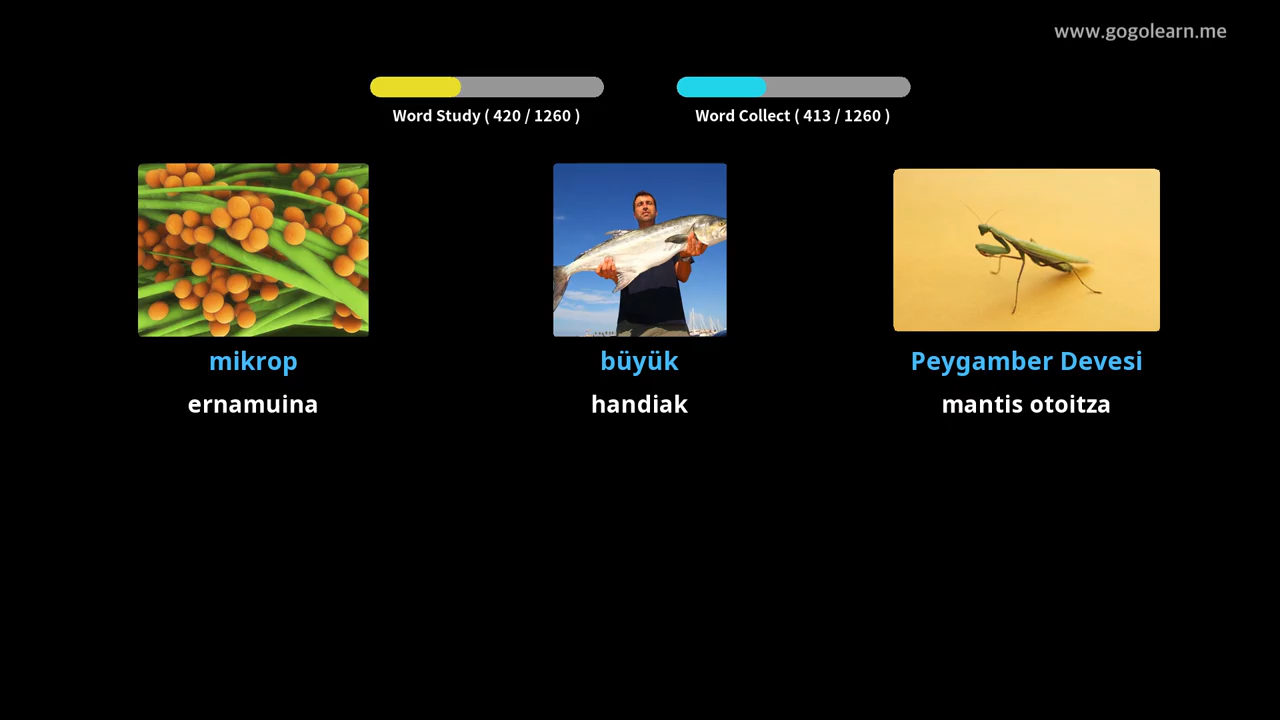 www.gogolearn.me
Word Study ( 420 / 1260 )
Word Collect ( 413 / 1260 )
mikrop
büyük
Peygamber Devesi
ernamuina
handiak
mantis otoitza